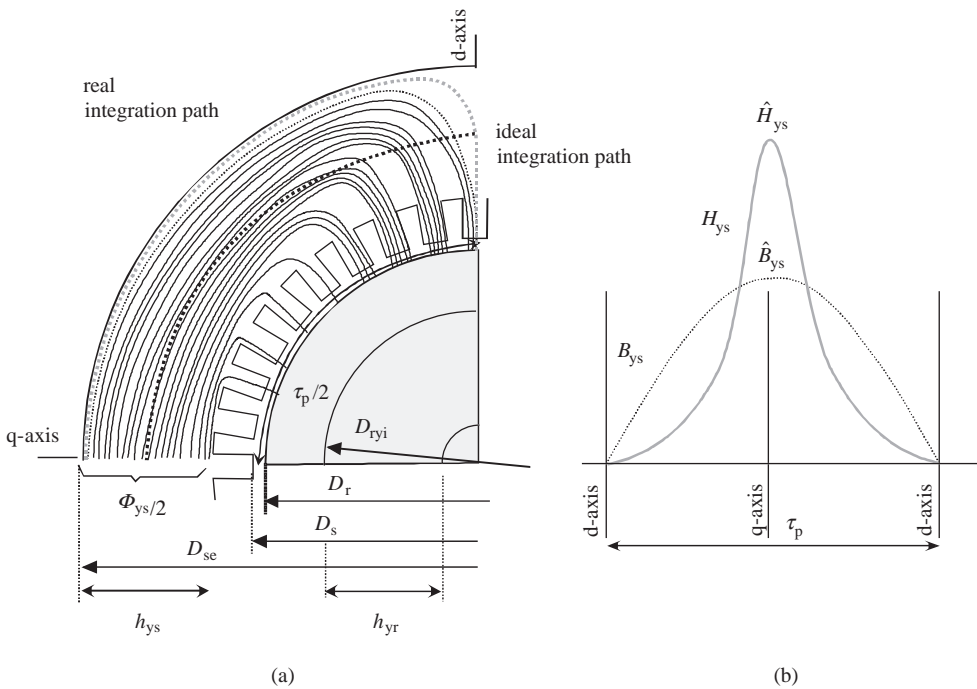 d-axis
real
integration path
ideal
integration path
τp/2
Dryi
q-axis
Φys/2
Dr
Ds
Dse
hys
hyr
(a)
Ĥys
Hys
B̂ys
Bys
d-axis
q-axis
τp
d-axis
(b)